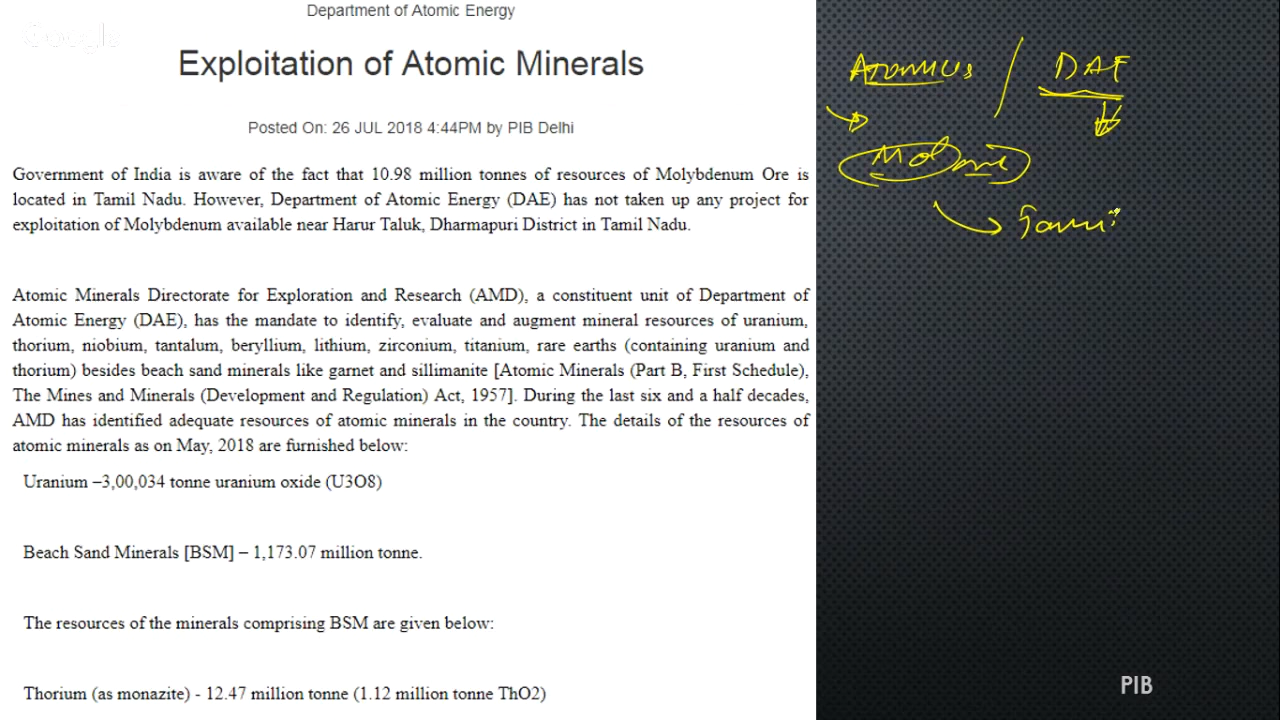 Department of Atomic Energy
Google
Exploitation of Atomic Minerals
Posted On: 26 JUL 2018 4:44PM by PIB Delhi
Government of India is aware of the fact that 10.98 million tonnes of resources of Molybdenum Ore is
located in Tamil Nadu. However, Department of Atomic Energy (DAE) has not taken up any project for
exploitation of Molybdenum available near Harur Taluk, Dharmapuri District in Tamil Nadu.
Atomic Minerals Directorate for Exploration and Research (AMD), a constituent unit of Department of
Atomic Energy (DAE), has the mandate to identify, evaluate and augment mineral resources of uranium,
thorium, niobium, tantalum, beryllium, lithium, zirconium, titanium, rare earths (containing uranium and
thorium) besides beach sand minerals like garnet and sillimanite [Atomic Minerals (Part B, First Schedule),
The Mines and Minerals (Development and Regulation) Act, 1957]. During the last six and a half decades,
AMD has identified adequate resources of atomic minerals in the country. The details of the resources of
atomic minerals as on May, 2018 are furnished below:
Uranium –3,00,034 tonne uranium oxide (U3O8)
Beach Sand Minerals [BSM] – 1,173.07 million tonne.
The resources of the minerals comprising BSM are given below:
Thorium (as monazite) - 12.47 million tonne (1.12 million tonne ThO2)
/ DAE
PIB